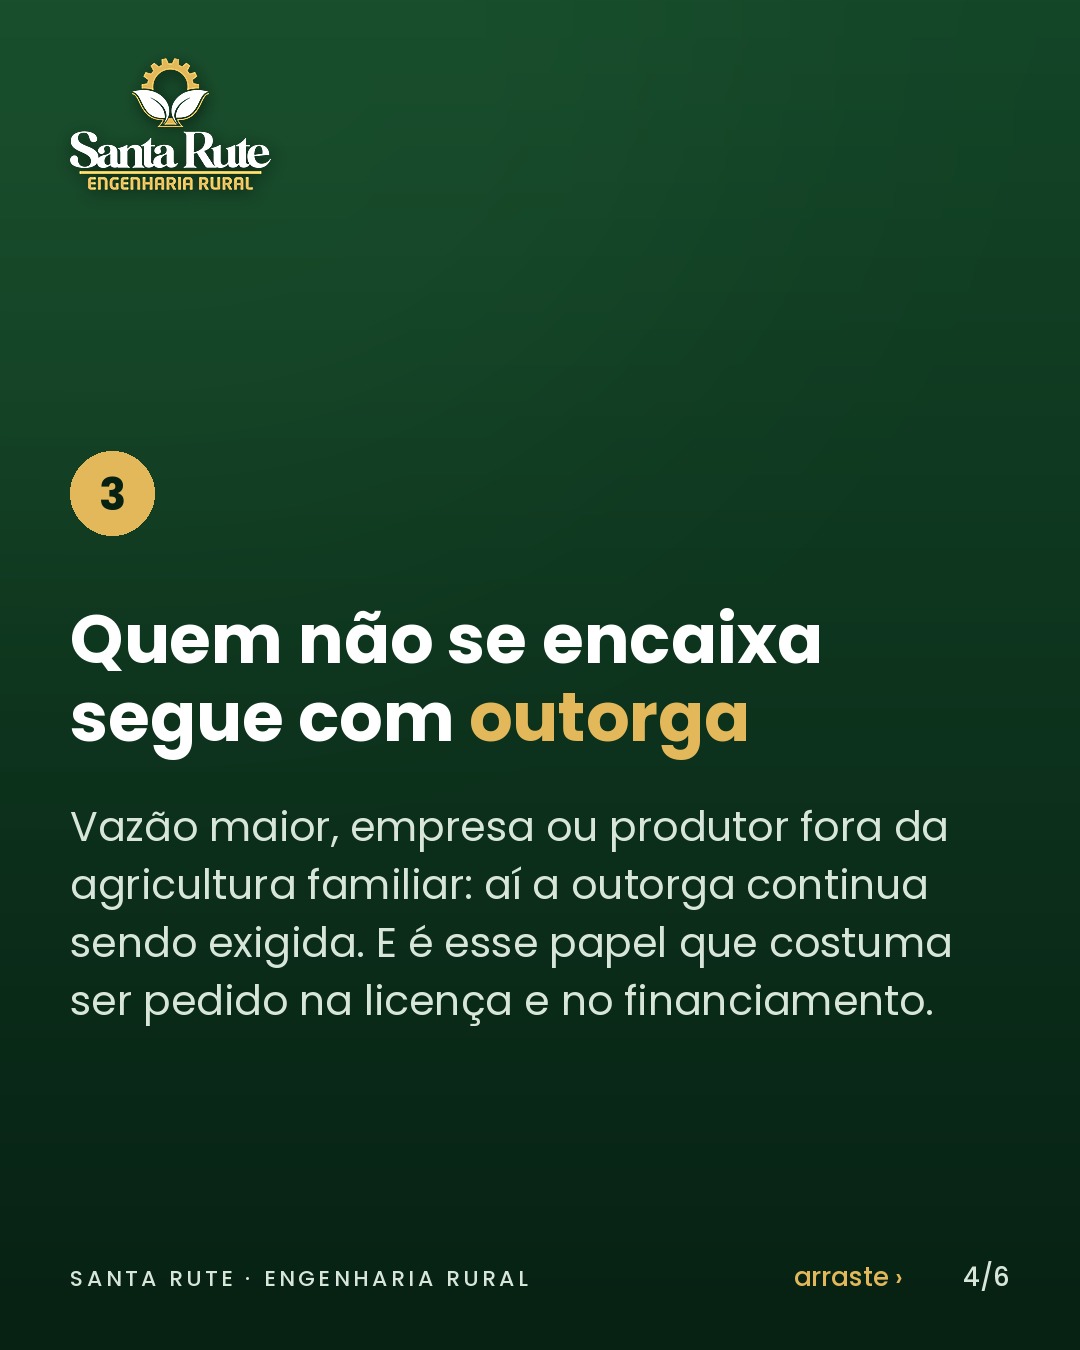 Santa Rute
ENGENHARIA RURAL
3
Quem não se encaixa
segue com outorga
Vazão maior, empresa ou produtor fora da
agricultura familiar: aí a outorga continua
sendo exigida. E é esse papel que costuma
ser pedido na licença e no financiamento.
SANTA RUTE · ENGENHARIA RURAL
arraste › 4/6